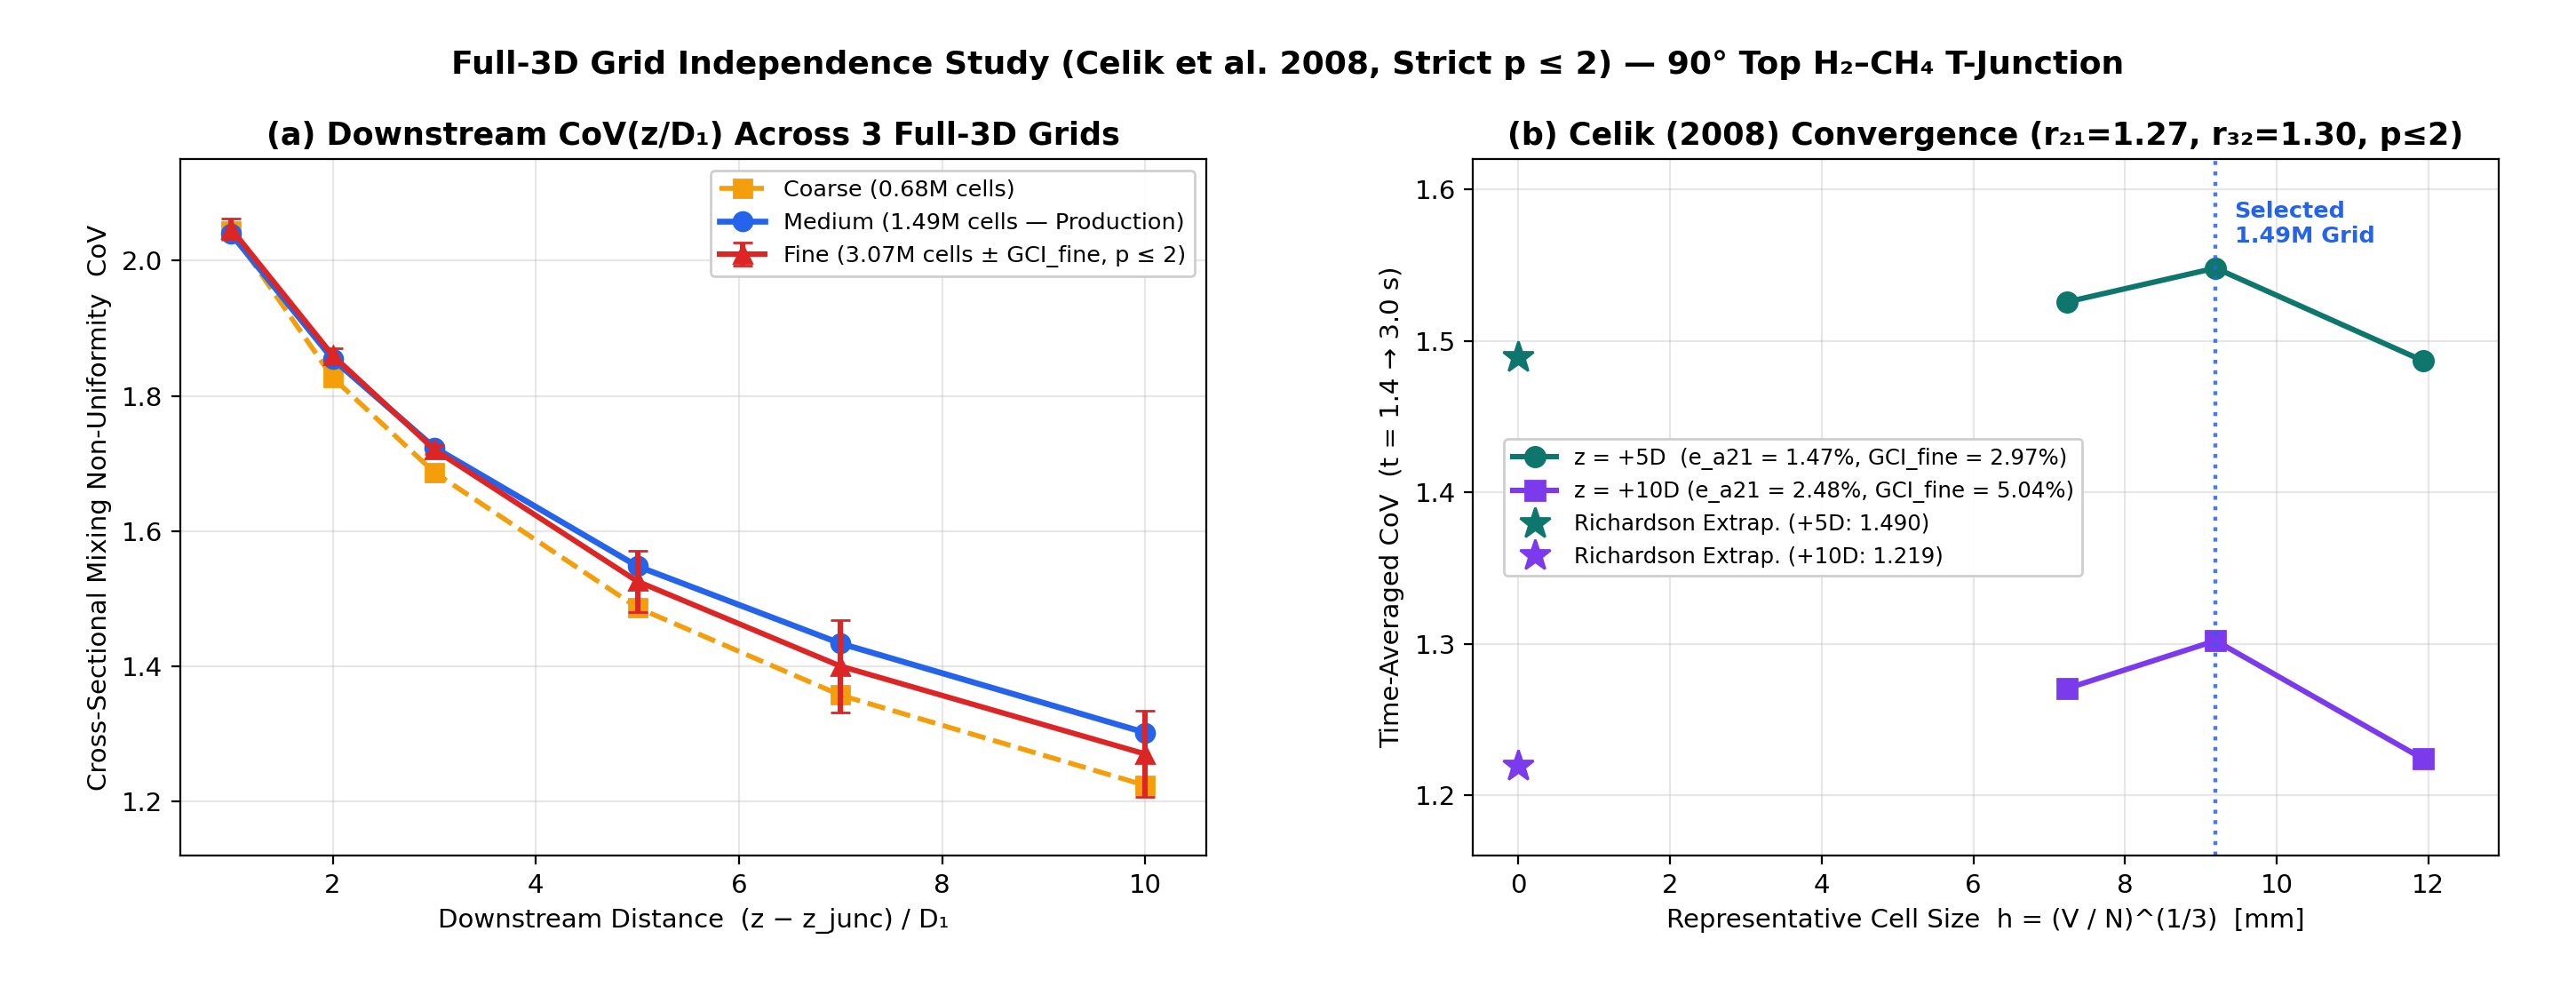 Full-3D Grid Independence Study (Celik et al. 2008, Strict p ≤ 2) — 90° Top H₂–CH₄ T-Junction
(a) Downstream CoV(z/D₁) Across 3 Full-3D Grids
Cross-Sectional Mixing Non-Uniformity  CoV
2.0
1.8
1.6
1.4
1.2
Coarse (0.68M cells)
Medium (1.49M cells — Production)
Fine (3.07M cells ± GCI_fine, p ≤ 2)
2
4
6
8
10
Downstream Distance  (z − z_junc) / D₁
(b) Celik (2008) Convergence (r₂₁=1.27, r₃₂=1.30, p≤2)
Time-Averaged CoV  (t = 1.4 → 3.0 s)
1.6
1.5
1.4
1.3
1.2
Selected
1.49M Grid
z = +5D  (e_a21 = 1.47%, GCI_fine = 2.97%)
z = +10D (e_a21 = 2.48%, GCI_fine = 5.04%)
Richardson Extrap. (+5D: 1.490)
Richardson Extrap. (+10D: 1.219)
0
2
4
6
8
10
12
Representative Cell Size  h = (V / N)^(1/3)  [mm]